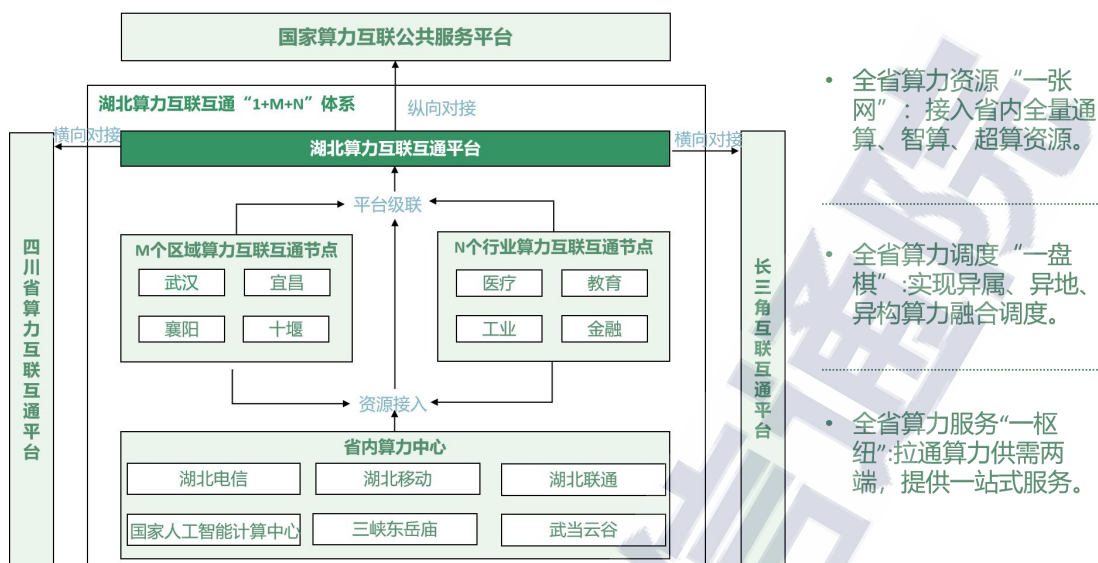 国家算力互联公共服务平台
湖北算力互联互通“1+M+N”体系
纵向对接
横向对接
湖北算力互联互通平台
横向对接
平台级联
M个区域算力互联互通节点
武汉
宜昌
襄阳
十堰
N个行业算力互联互通节点
医疗
教育
工业
金融
资源接入
省内算力中心
湖北电信
湖北移动
湖北联通
国家人工智能计算中心
三峡东岳庙
武当云谷
四川省算力互联互通平台
长三角互联互通平台
• 全省算力资源“一张
网”：接入省内全量通
算、智算、超算资源。
• 全省算力调度“一盘
棋”:实现异属、异地、
异构算力融合调度。
• 全省算力服务“一枢
纽”:拉通算力供需两
端，提供一站式服务。